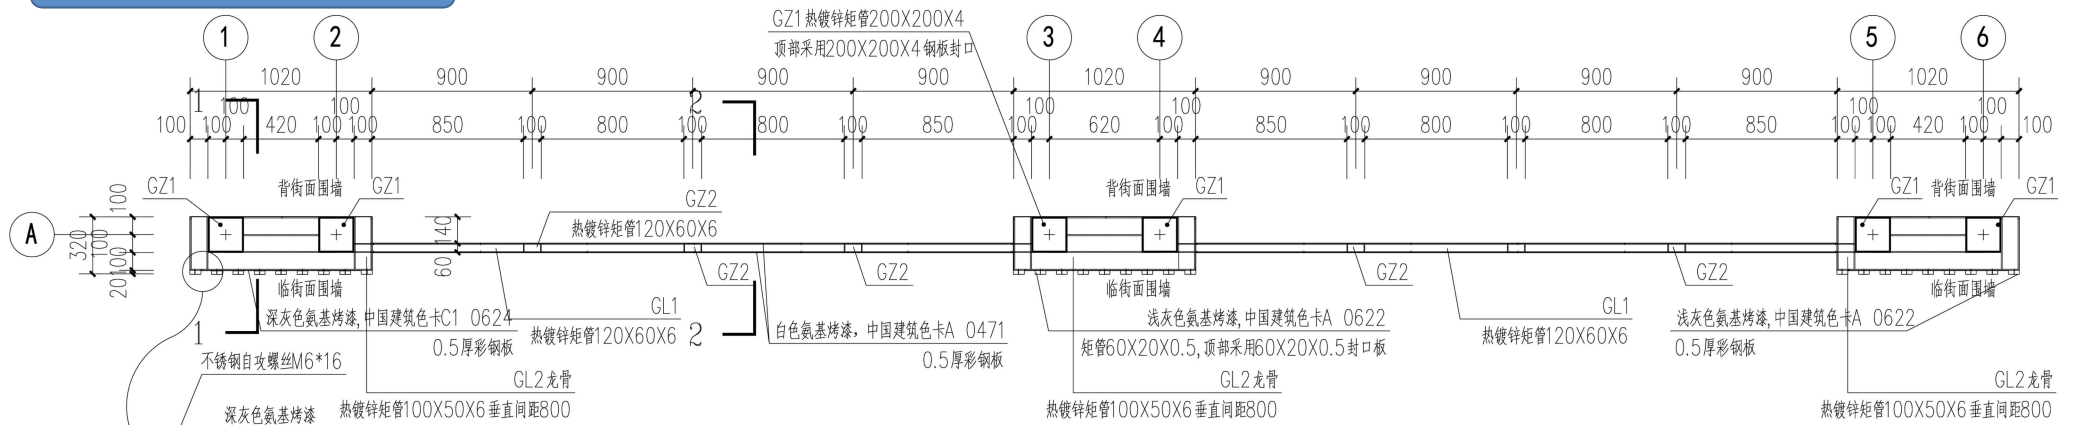 GZ1热镀锌矩管200X200X4
顶部采用200X200X4钢板封口
1
2
3
4
5
6
1020
900
900
900
900
1020
900
900
900
900
1020
1
100
100
2
100
100
100
100
100
100
420
100
100
850
100
800
100
800
100
850
100
620
100
850
100
800
100
800
100
850
100
100
420
100
100
A
320
100
100
100
20
140
60
GZ1
背街面围墙
GZ1
GZ2
热镀锌矩管120X60X6
背街面围墙
GZ1
GZ1
背街面围墙
GZ1
GZ2
GZ2
GZ2
GZ2
临街面围墙
临街面围墙
临街面围墙
GL1
热镀锌矩管120X60X6
深灰色氨基烤漆,中国建筑色卡C1 0624
0.5厚彩钢板
1
2
白色氨基烤漆，中国建筑色卡A 0471
0.5厚彩钢板
浅灰色氨基烤漆,中国建筑色卡A 0622
矩管60X20X0.5,顶部采用60X20X0.5封口板
GL1
热镀锌矩管120X60X6
浅灰色氨基烤漆,中国建筑色卡A 0622
0.5厚彩钢板
不锈钢自攻螺丝M6*16
GL2龙骨
热镀锌矩管100X50X6垂直间距800
GL2龙骨
热镀锌矩管100X50X6垂直间距800
GL2龙骨
热镀锌矩管100X50X6垂直间距800
深灰色氨基烤漆